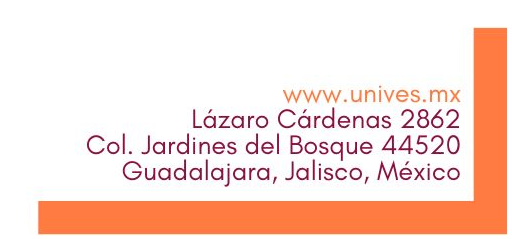 www.unives.mx
Lázaro Cárdenas 2862
Col. Jardines del Bosque 44520
Guadalajara, Jalisco, México